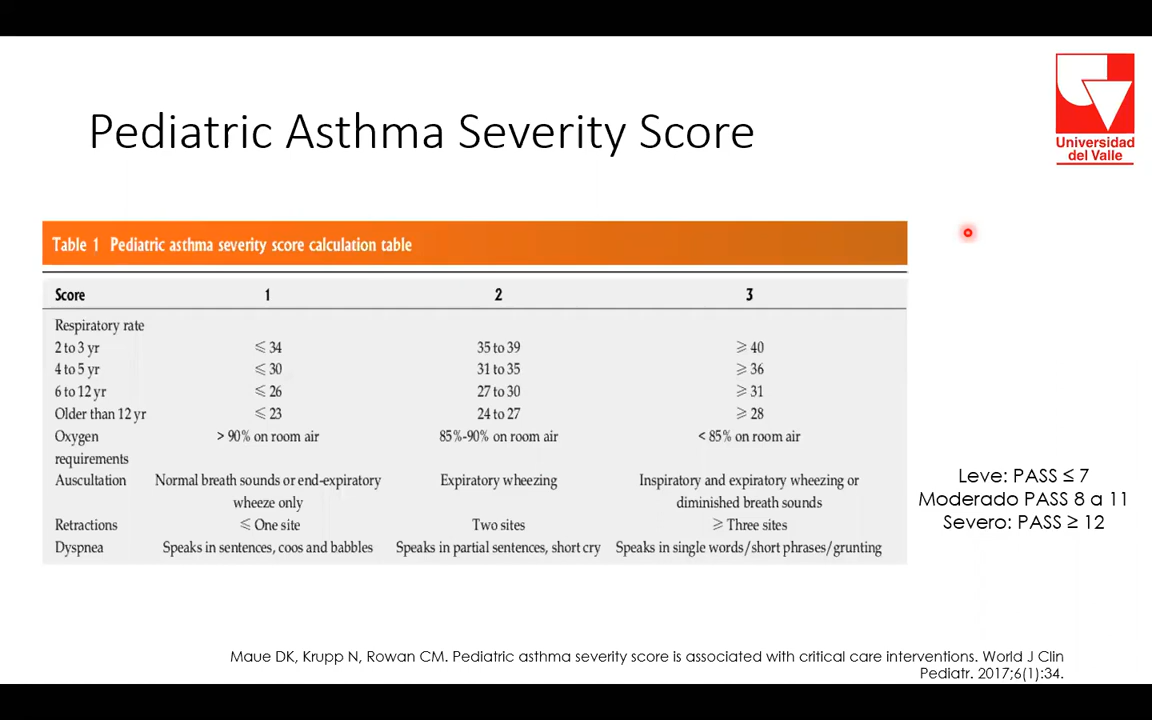 Pediatric Asthma Severity Score
Universidad
del Valle
Table 1 Pediatric asthma severity score calculation table
Score 1 2 3
Respiratory rate
2 to 3 yr ⩽ 34 35 to 39 ⩾ 40
4 to 5 yr ⩽ 30 31 to 35 ⩾ 36
6 to 12 yr ⩽ 26 27 to 30 ⩾ 31
Older than 12 yr ⩽ 23 24 to 27 ⩾ 28
Oxygen > 90% on room air 85%-90% on room air < 85% on room air
requirements
Auscultation Normal breath sounds or end-expiratory Expiratory wheezing Inspiratory and expiratory wheezing or
wheeze only diminished breath sounds
Retractions ⩽ One site Two sites ⩾ Three sites
Dyspnea Speaks in sentences, coos and babbles Speaks in partial sentences, short cry Speaks in single words/short phrases/grunting
Leve: PASS ≤ 7
Moderado PASS 8 a 11
Severo: PASS ≥ 12
Maue DK, Krupp N, Rowan CM. Pediatric asthma severity score is associated with critical care interventions. World J Clin
Pediatr. 2017;6(1):34.